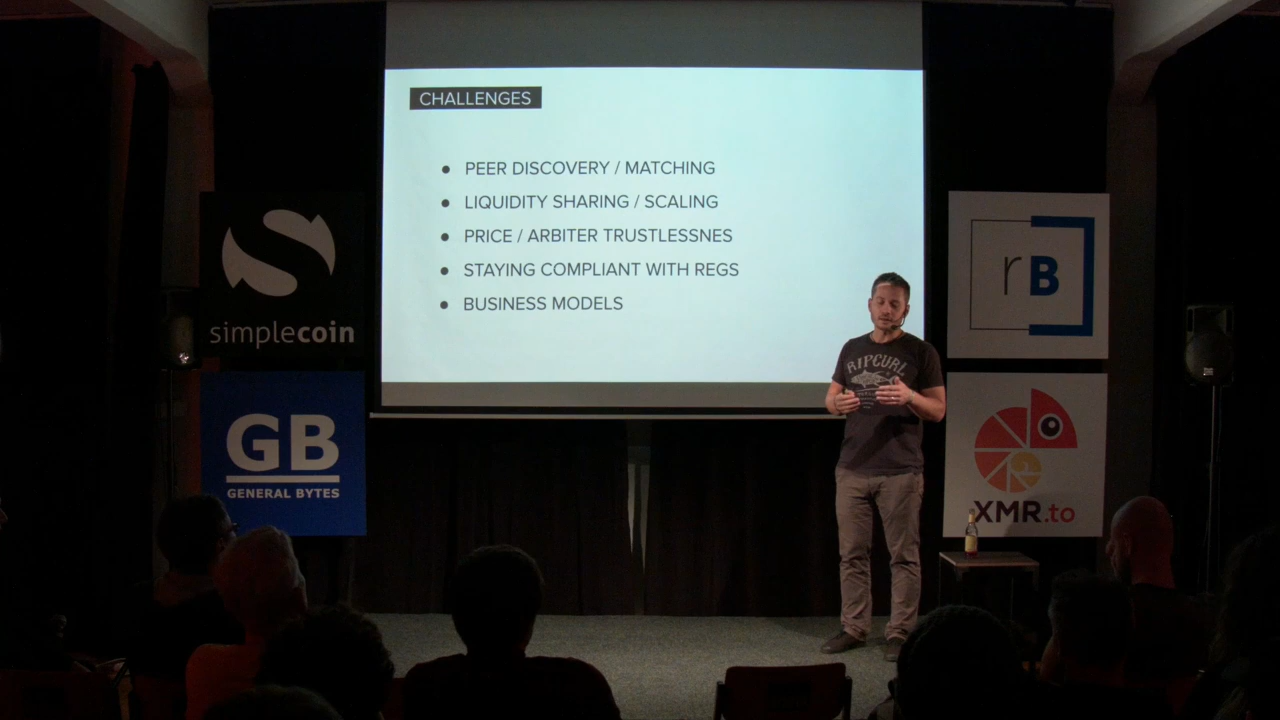 CHALLENGES
● PEER DISCOVERY / MATCHING
● LIQUIDITY SHARING / SCALING
● PRICE / ARBITER TRUSTLESSNES
● STAYING COMPLIANT WITH REGS
● BUSINESS MODELS
simplecoin
GB
GENERAL BYTES
rB
XMR.to
RIPCURL